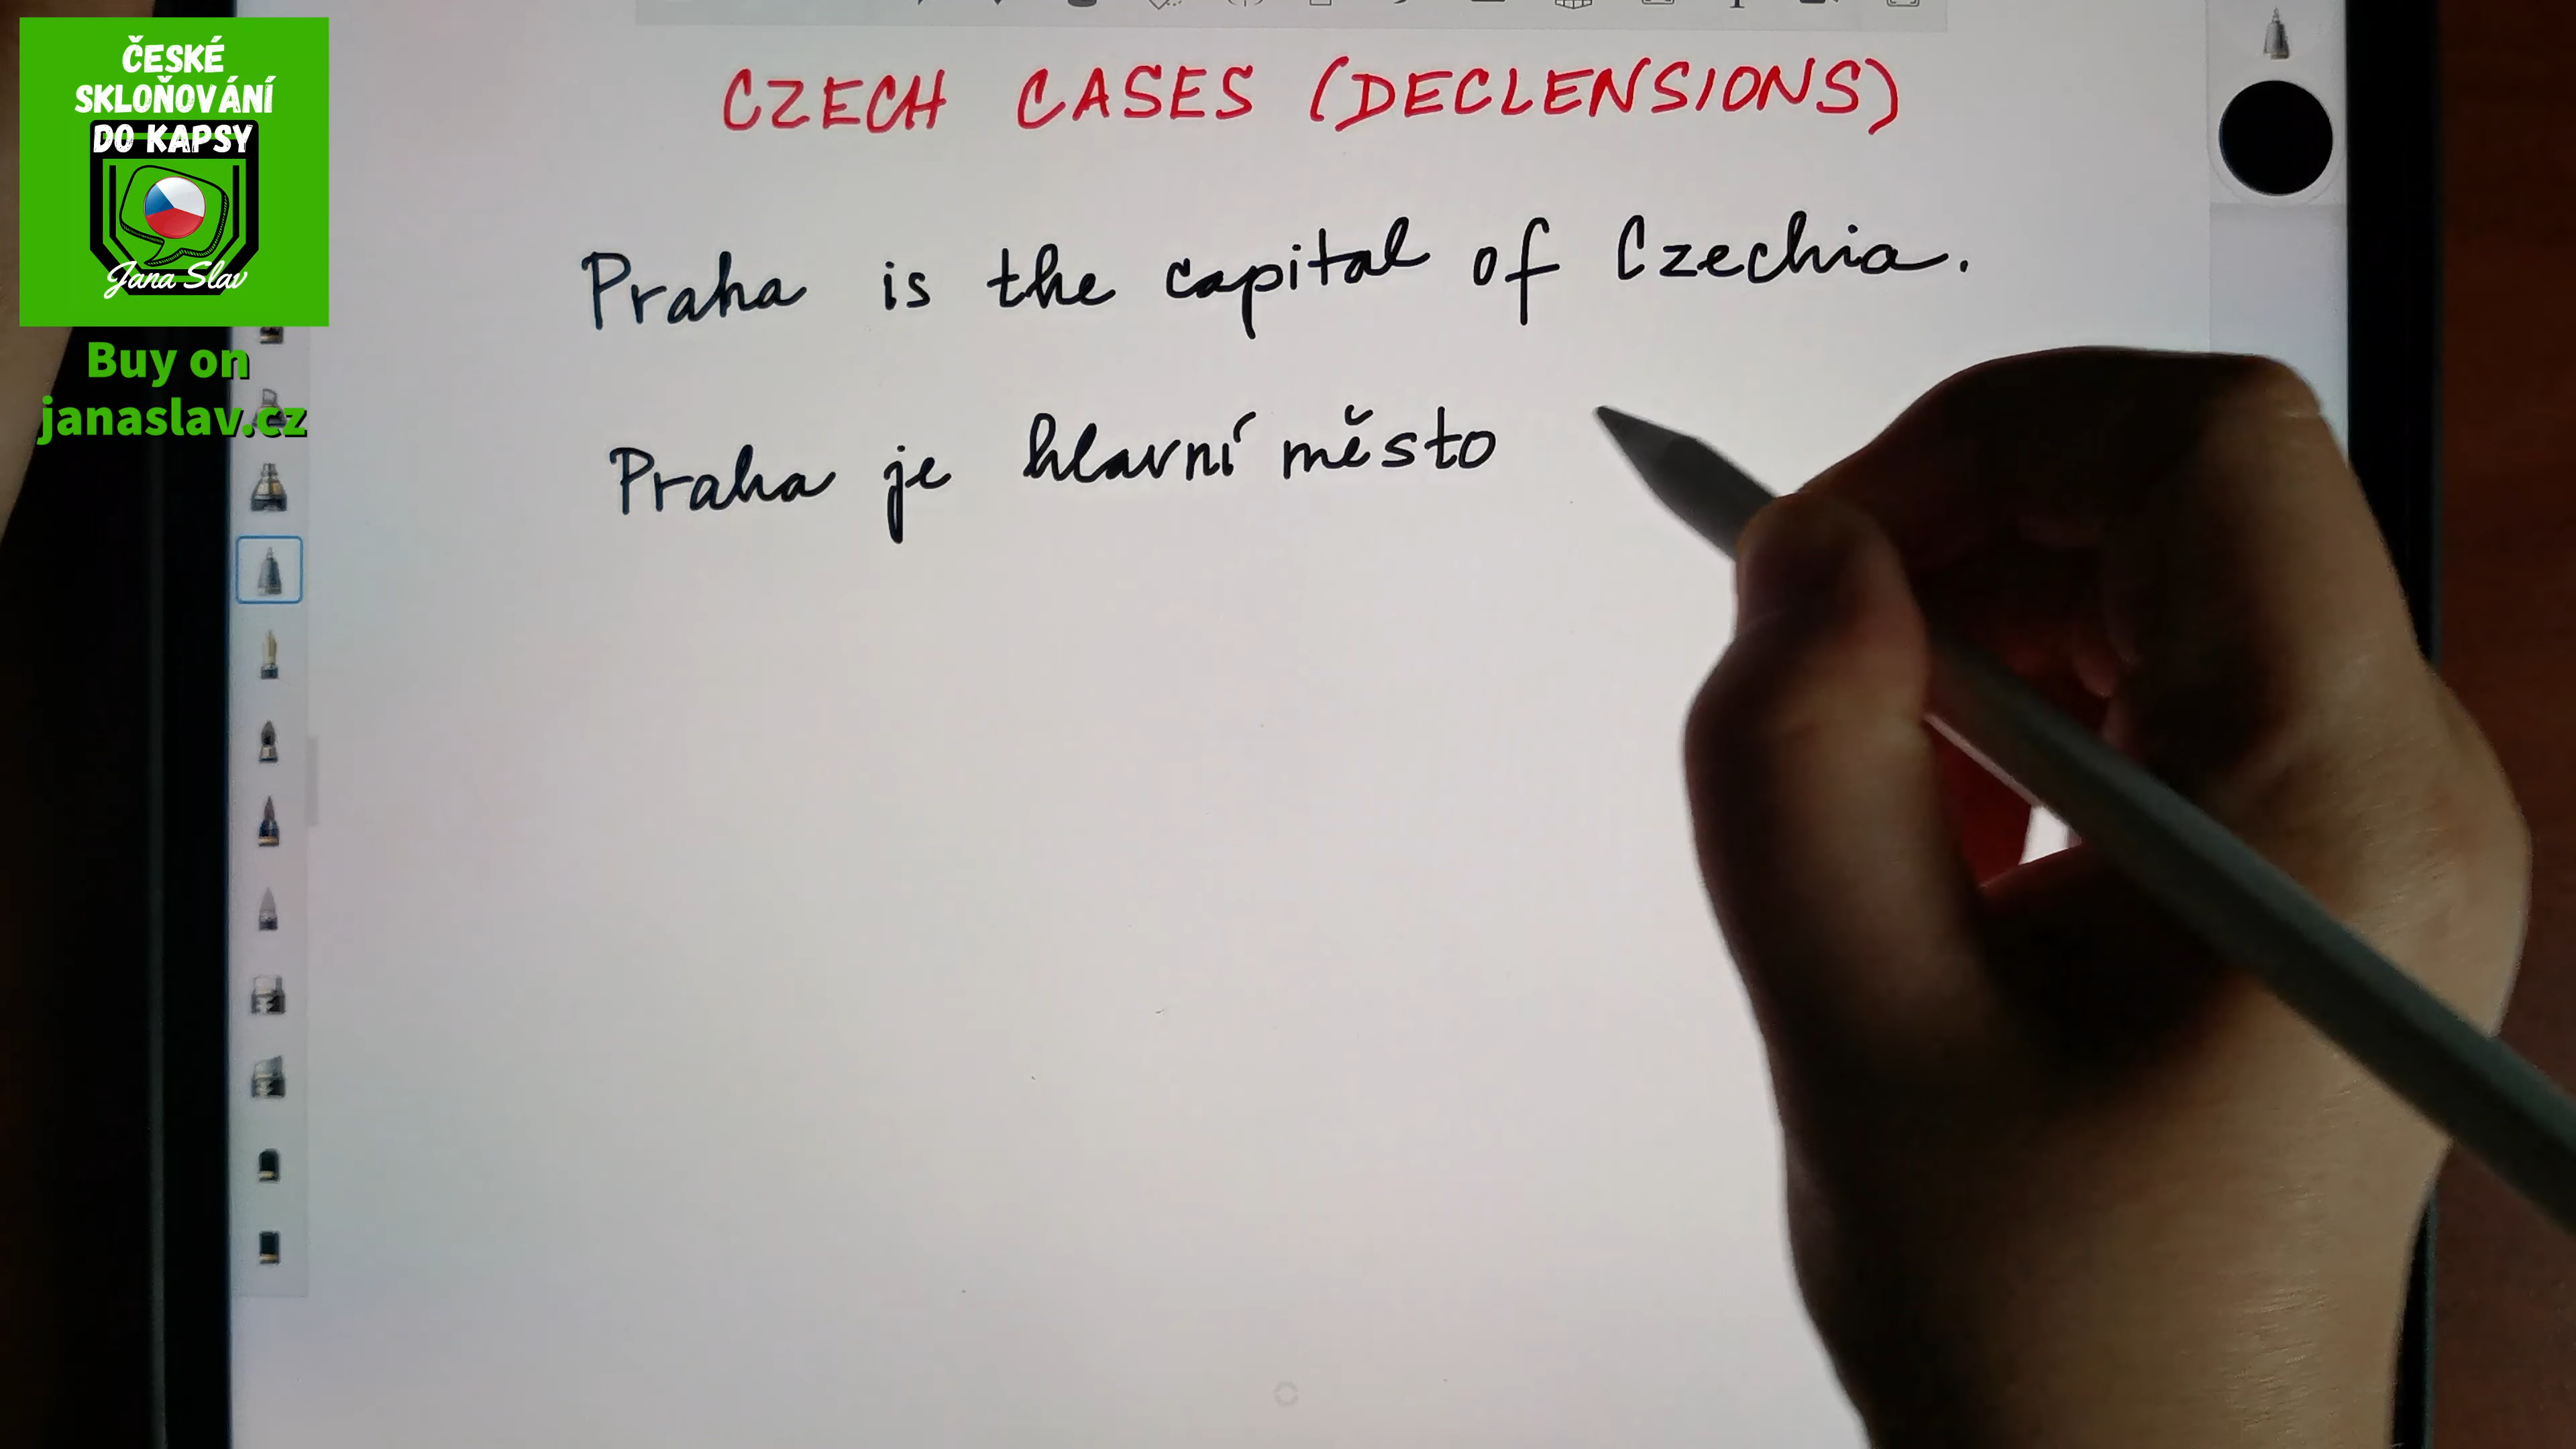 ČESKÉ
SKLOŇOVÁNÍ
DO KAPSY
Jana Slav
Buy on
janaslav.cz
CZECH CASES (DECLENSIONS)
Praha is the capital of Czechia.
Praha je hlavní město